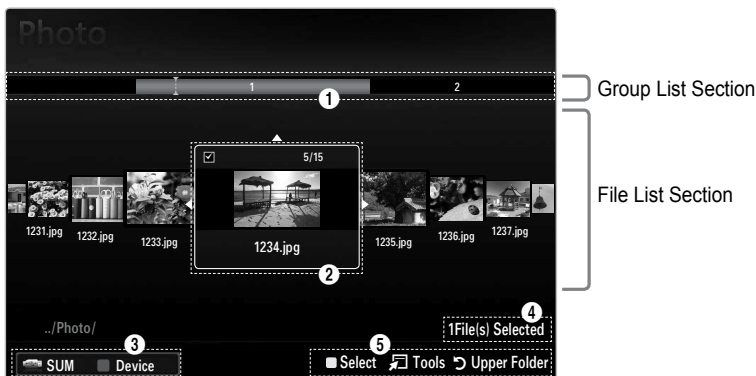 Photo
1 2
1
Group List Section
5/15
File List Section
1231.jpg 1232.jpg 1233.jpg 1234.jpg 1235.jpg 1236.jpg 1237.jpg
2
../Photo/
4
1File(s) Selected
3 5
SUM Device Select Tools Upper Folder